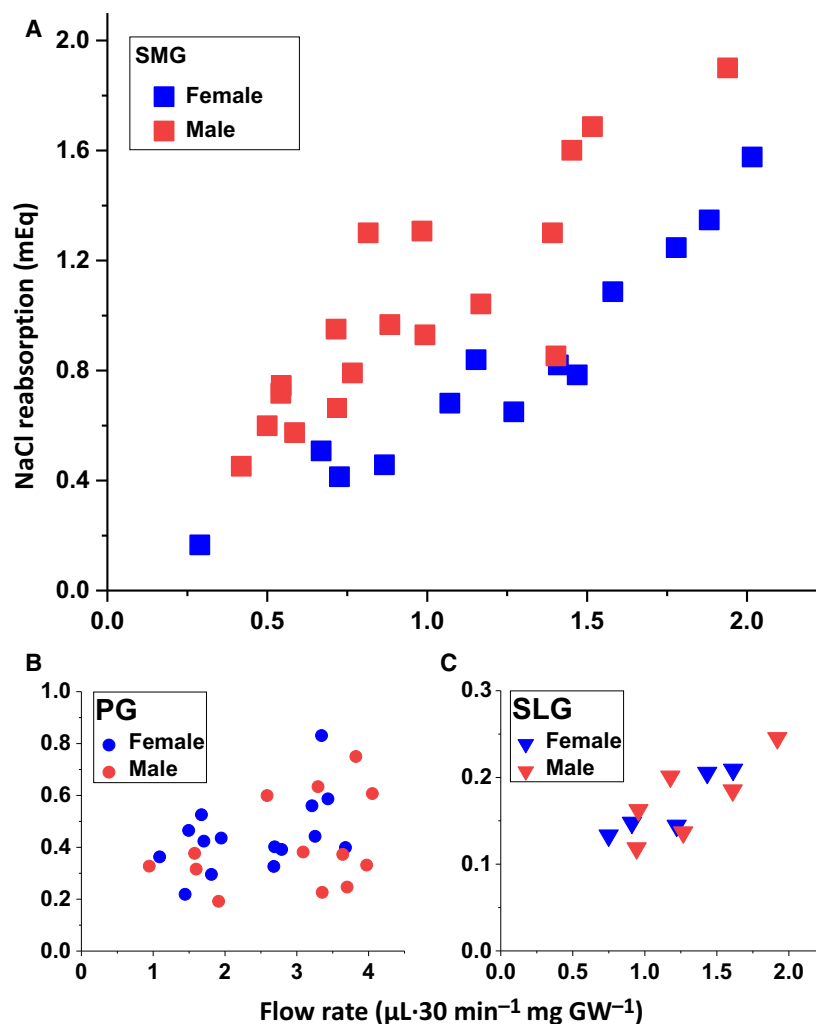 A
SMG
Female
Male
NaCl reabsorption (mEq)
2.0
1.6
1.2
0.8
0.4
0.0
0.0 0.5 1.0 1.5 2.0
B
PG
Female
Male
1.0
0.8
0.6
0.4
0.2
0.0
0 1 2 3 4
C
SLG
Female
Male
0.3
0.2
0.1
0.0
0.0 0.5 1.0 1.5 2.0
Flow rate (µL·30 min⁻¹ mg GW⁻¹)